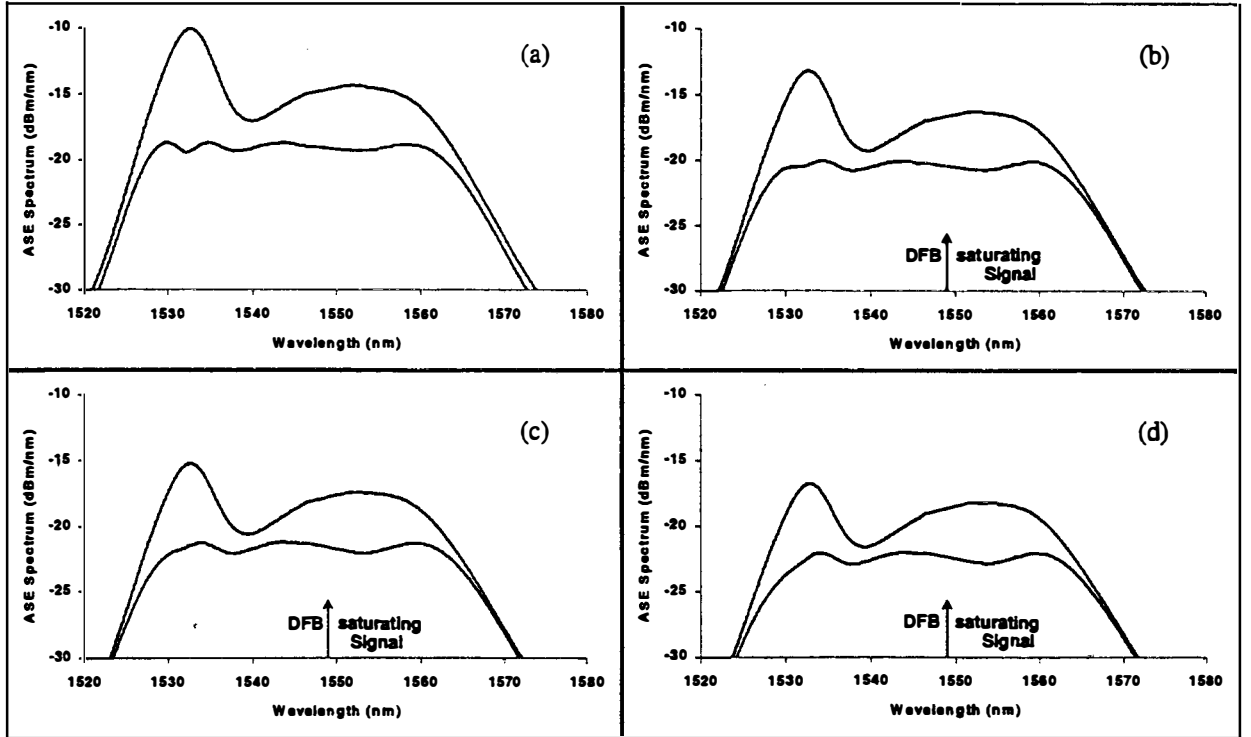 (a)
ASE Spectrum (dBm/nm)
-10
-15
-20
-25
-30
1520 1530 1540 1550 1560 1570 1580
Wavelength (nm)
(b)
ASE Spectrum (dBm/nm)
-10
-15
-20
-25
-30
DFB saturating
Signal
1520 1530 1540 1550 1560 1570 1580
Wavelength (nm)
(c)
ASE Spectrum (dBm/nm)
-10
-15
-20
-25
-30
DFB saturating
Signal
1520 1530 1540 1550 1560 1570 1580
Wavelength (nm)
(d)
ASE Spectrum (dBm/nm)
-10
-15
-20
-25
-30
DFB saturating
Signal
1520 1530 1540 1550 1560 1570 1580
Wavelength (nm)